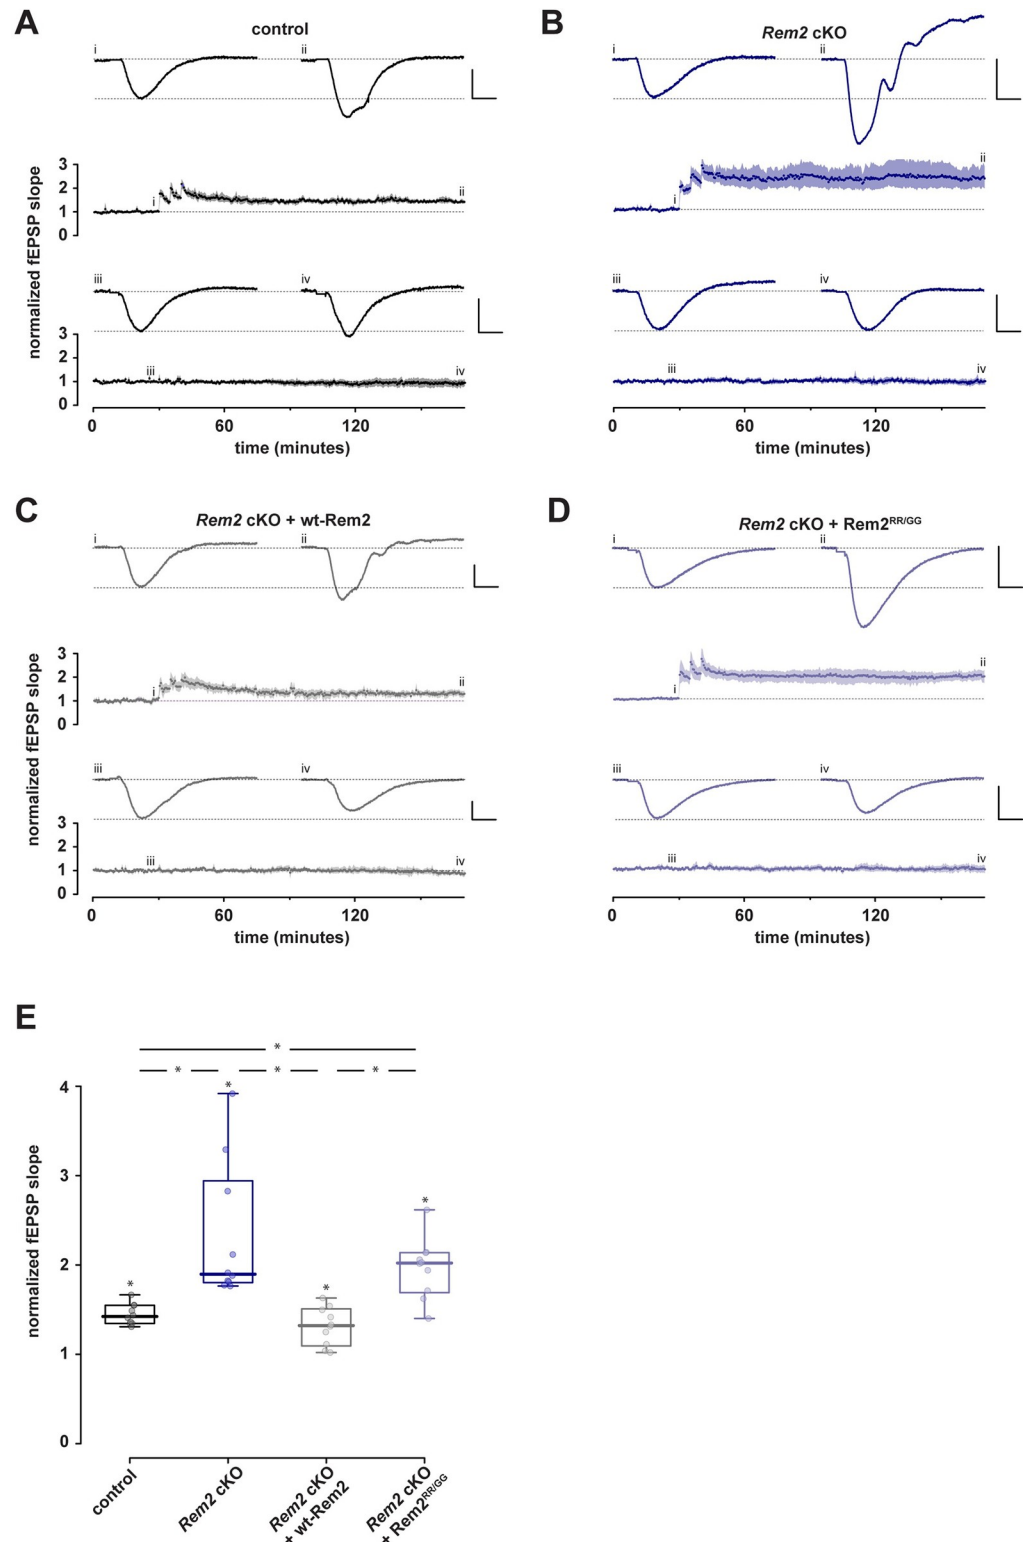 A
control
i
ii
normalized fEPSP slope
3
2
1
0
i
ii
iii
iv
3
2
1
0
iii
iv
0
60
120
time (minutes)
B
Rem2 cKO
i
ii
i
ii
iii
iv
iii
iv
0
60
120
time (minutes)
C
Rem2 cKO + wt-Rem2
i
ii
normalized fEPSP slope
3
2
1
0
i
ii
iii
iv
3
2
1
0
iii
iv
0
60
120
time (minutes)
D
Rem2 cKO + Rem2RR/GG
i
ii
i
ii
iii
iv
iii
iv
0
60
120
time (minutes)
E
*
* * *
normalized fEPSP slope
4
3
2
1
0
*
*
*
*
control
Rem2 cKO
Rem2 cKO
+ wt-Rem2
Rem2 cKO
+ Rem2RR/GG